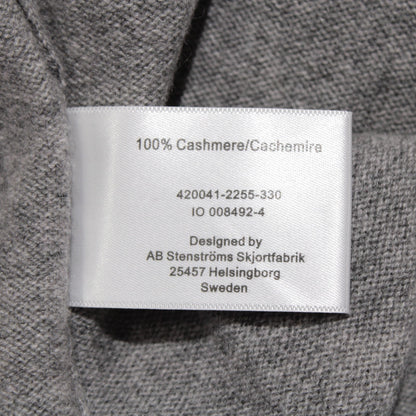 100% Cashmere/Cachemire
420041-2255-330
IO 008492-4
Designed by
AB Stenströms Skjortfabrik
25457 Helsingborg
Sweden